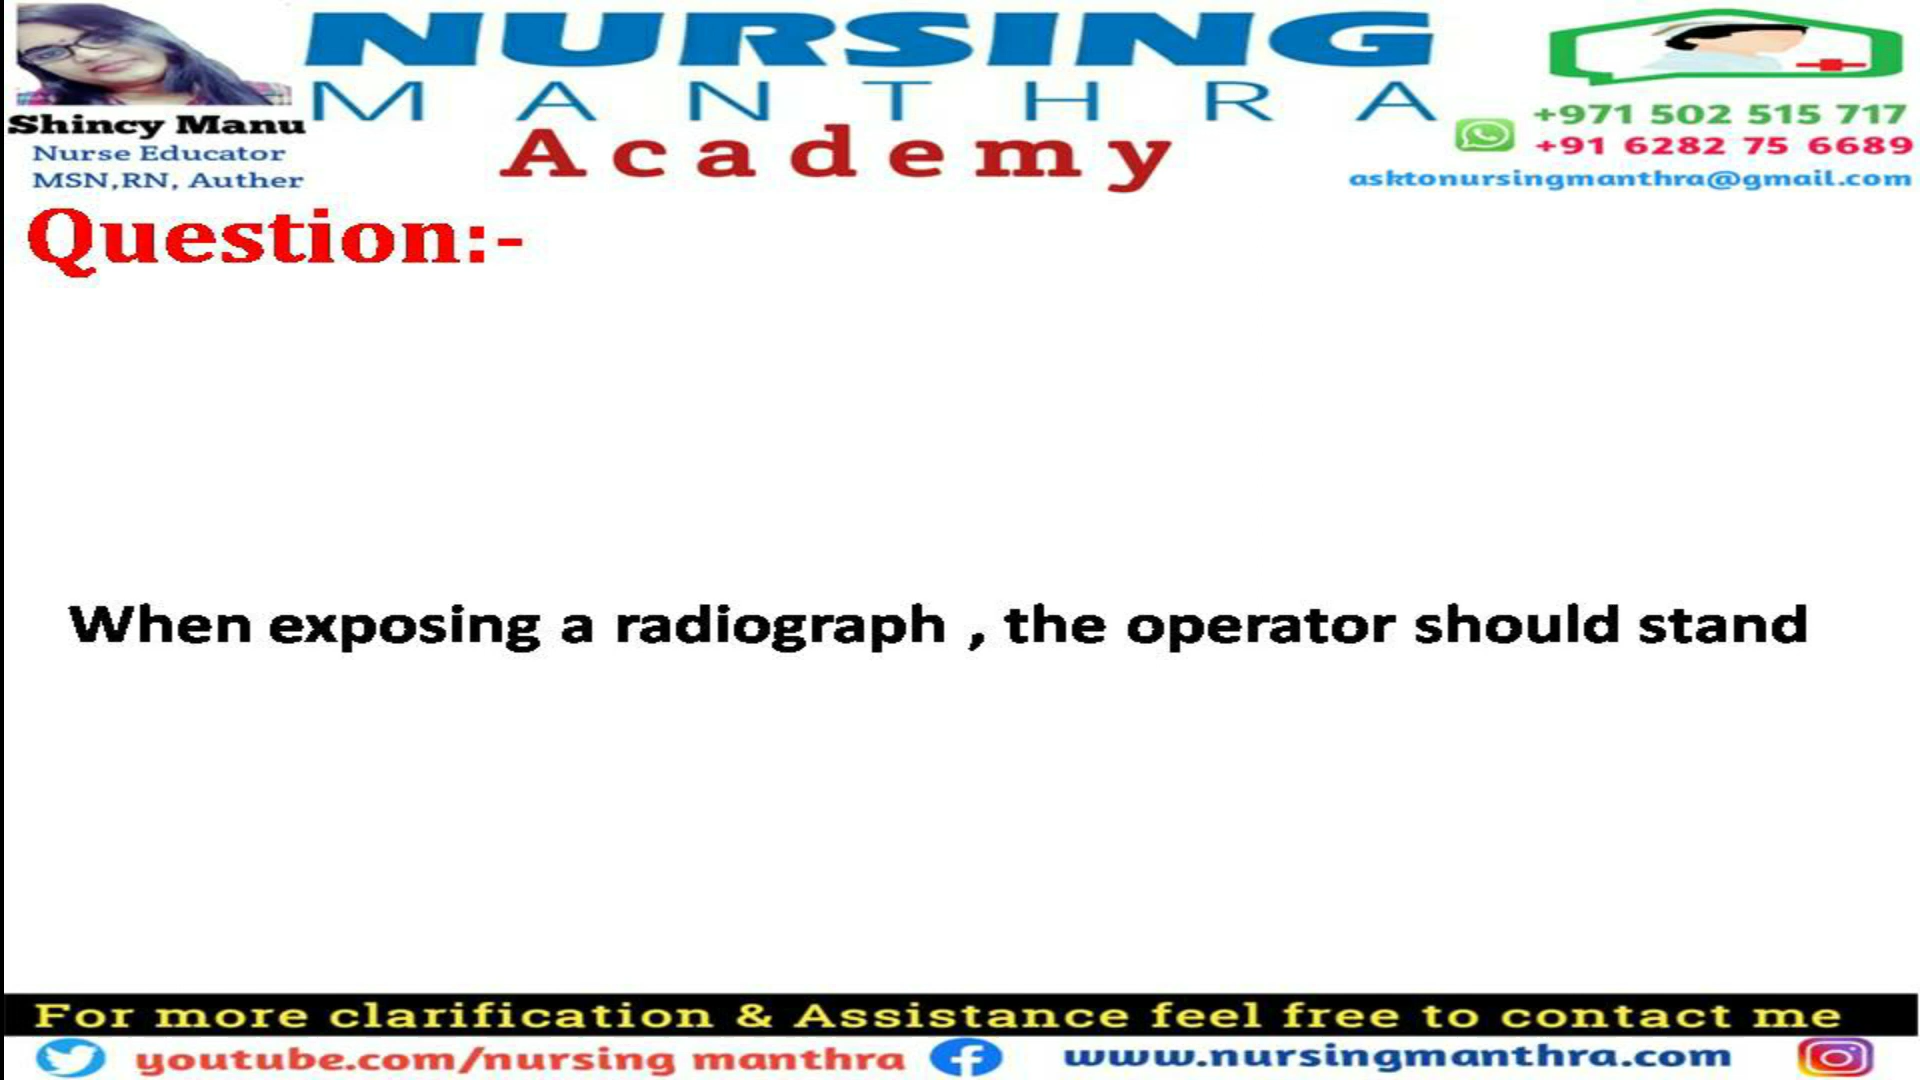 NURSING
MANTHRA
Academy
Shincy Manu
Nurse Educator
MSN,RN, Auther
+971 502 515 717
+91 6282 75 6689
asktonursingmanthra@gmail.com
Question:-
When exposing a radiograph , the operator should stand
For more clarification & Assistance feel free to contact me
youtube.com/nursing manthra
www.nursingmanthra.com